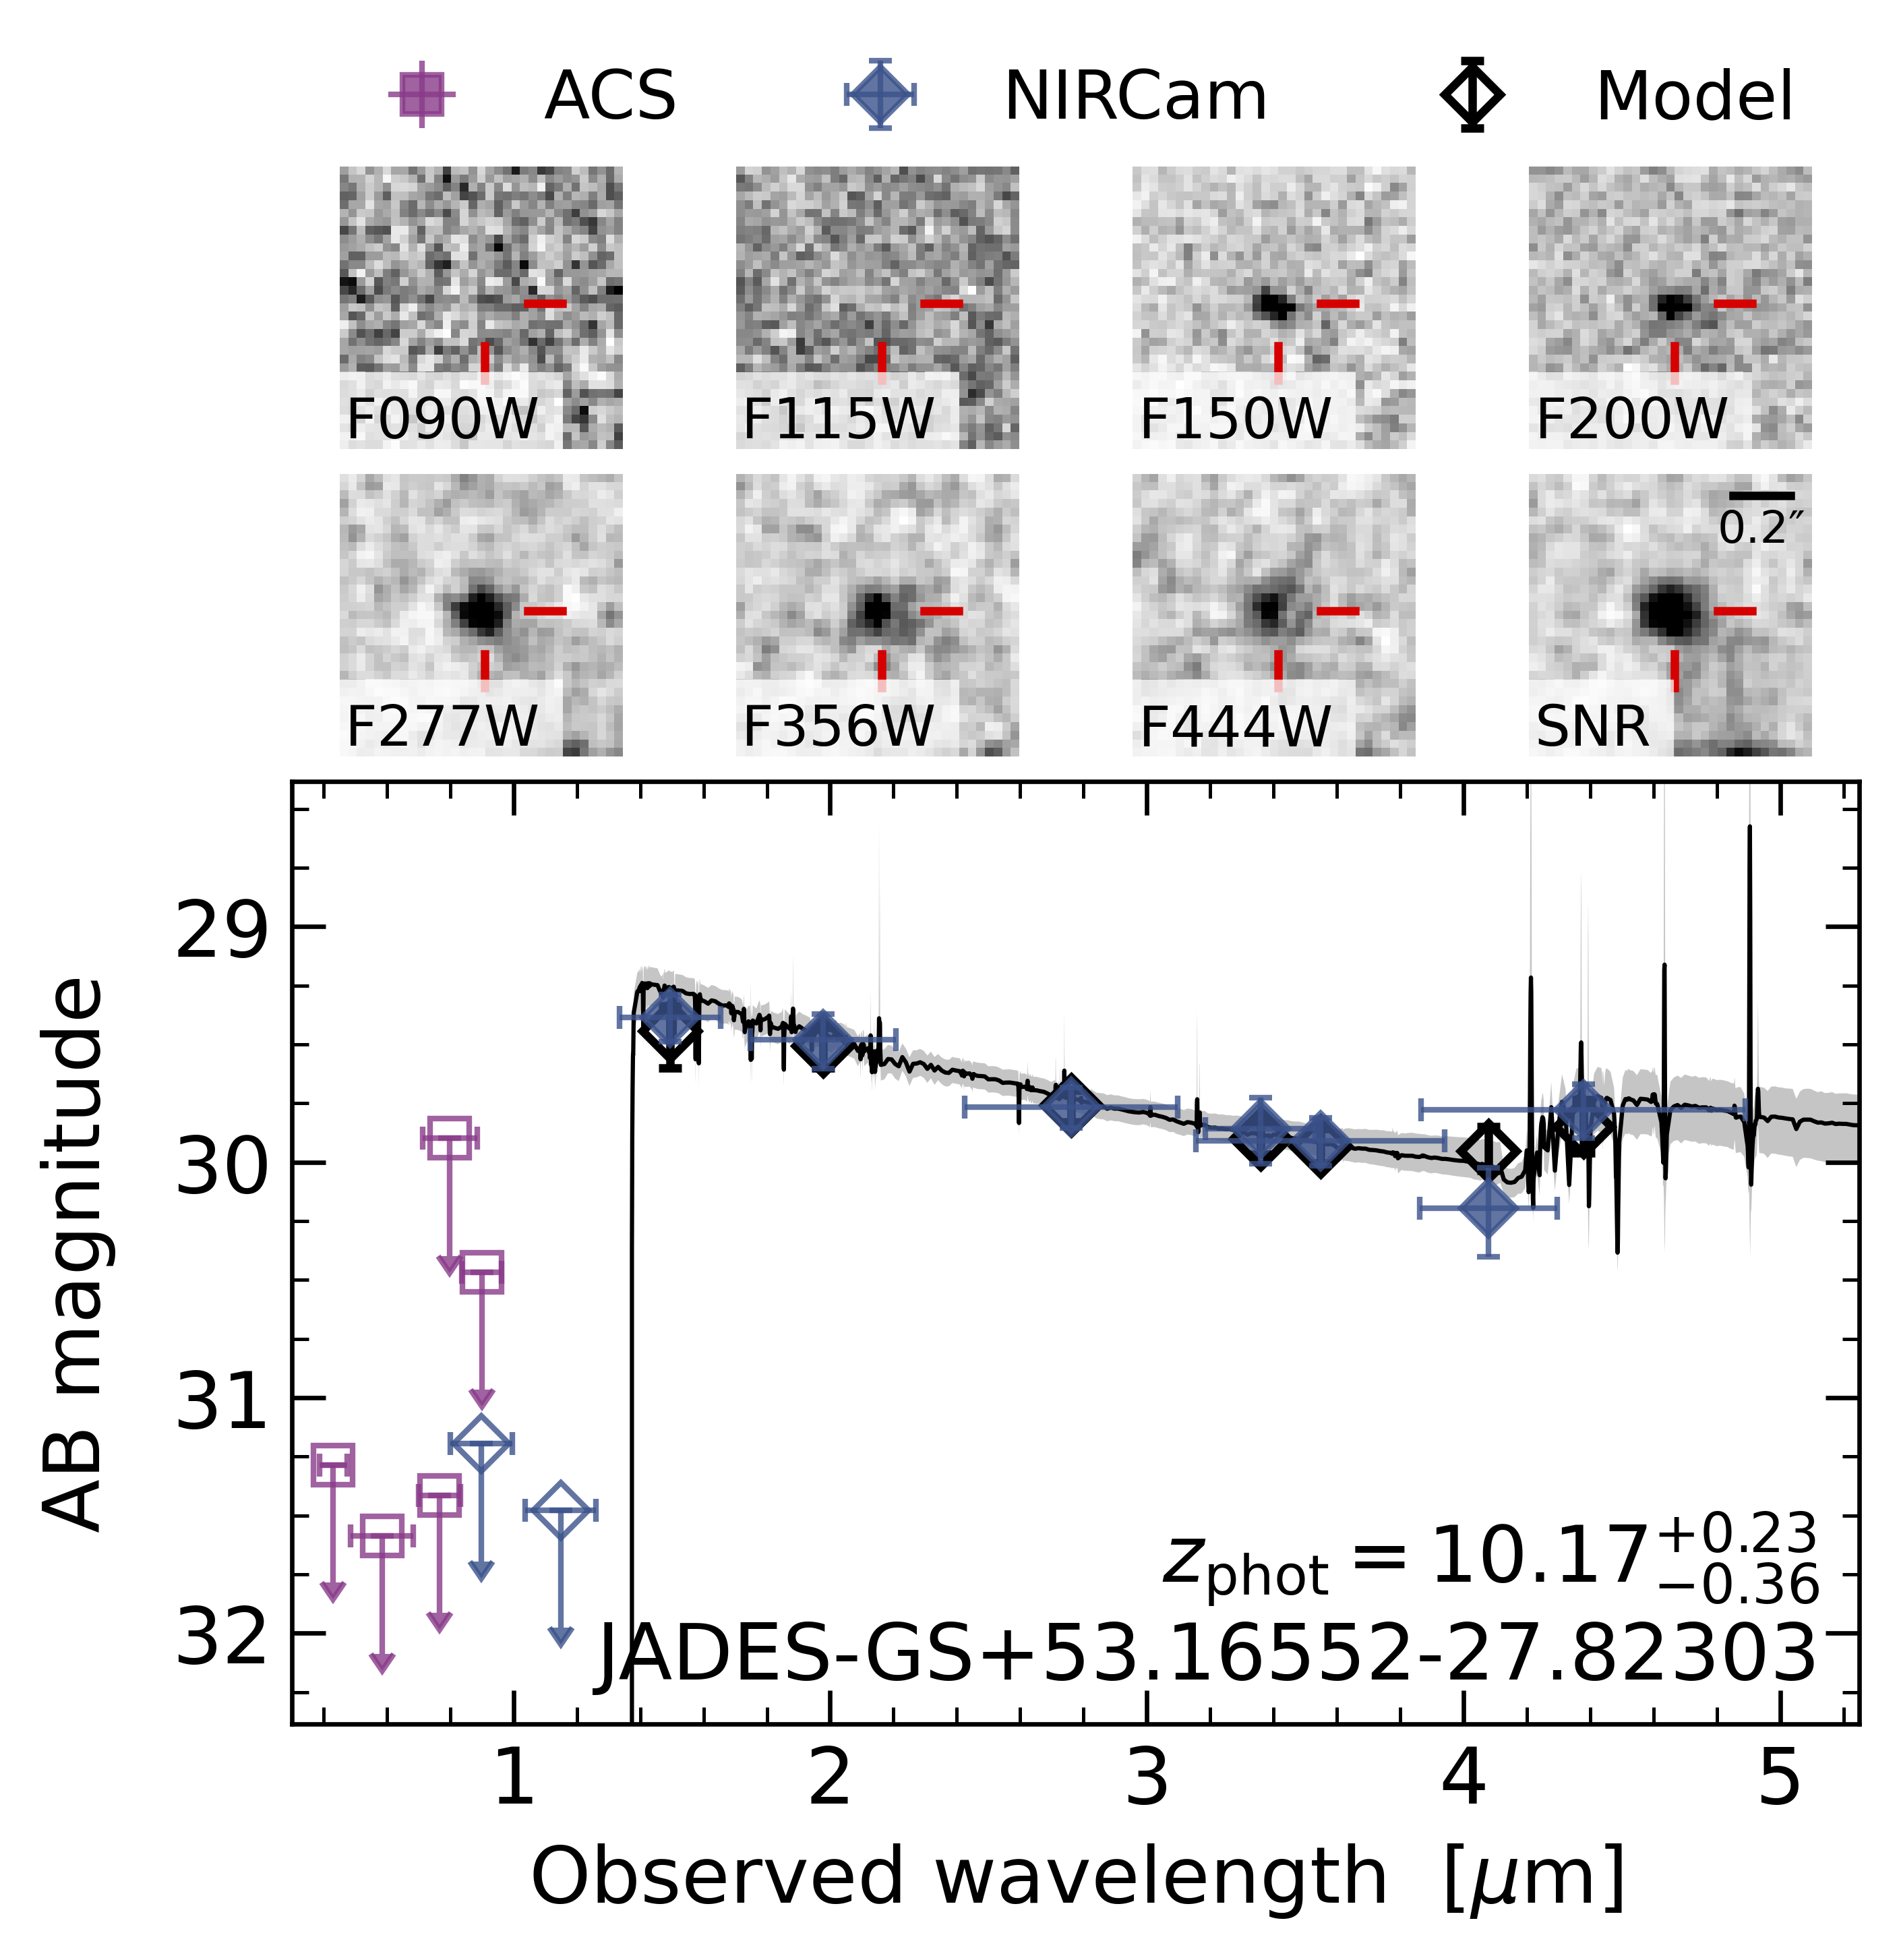 ACS NIRCam Model
F090W F115W F150W F200W
0.2″
F277W F356W F444W SNR
29
30
31
32
AB magnitude
z_phot = 10.17 +0.23 −0.36
JADES-GS+53.16552-27.82303
1 2 3 4 5
Observed wavelength [μm]